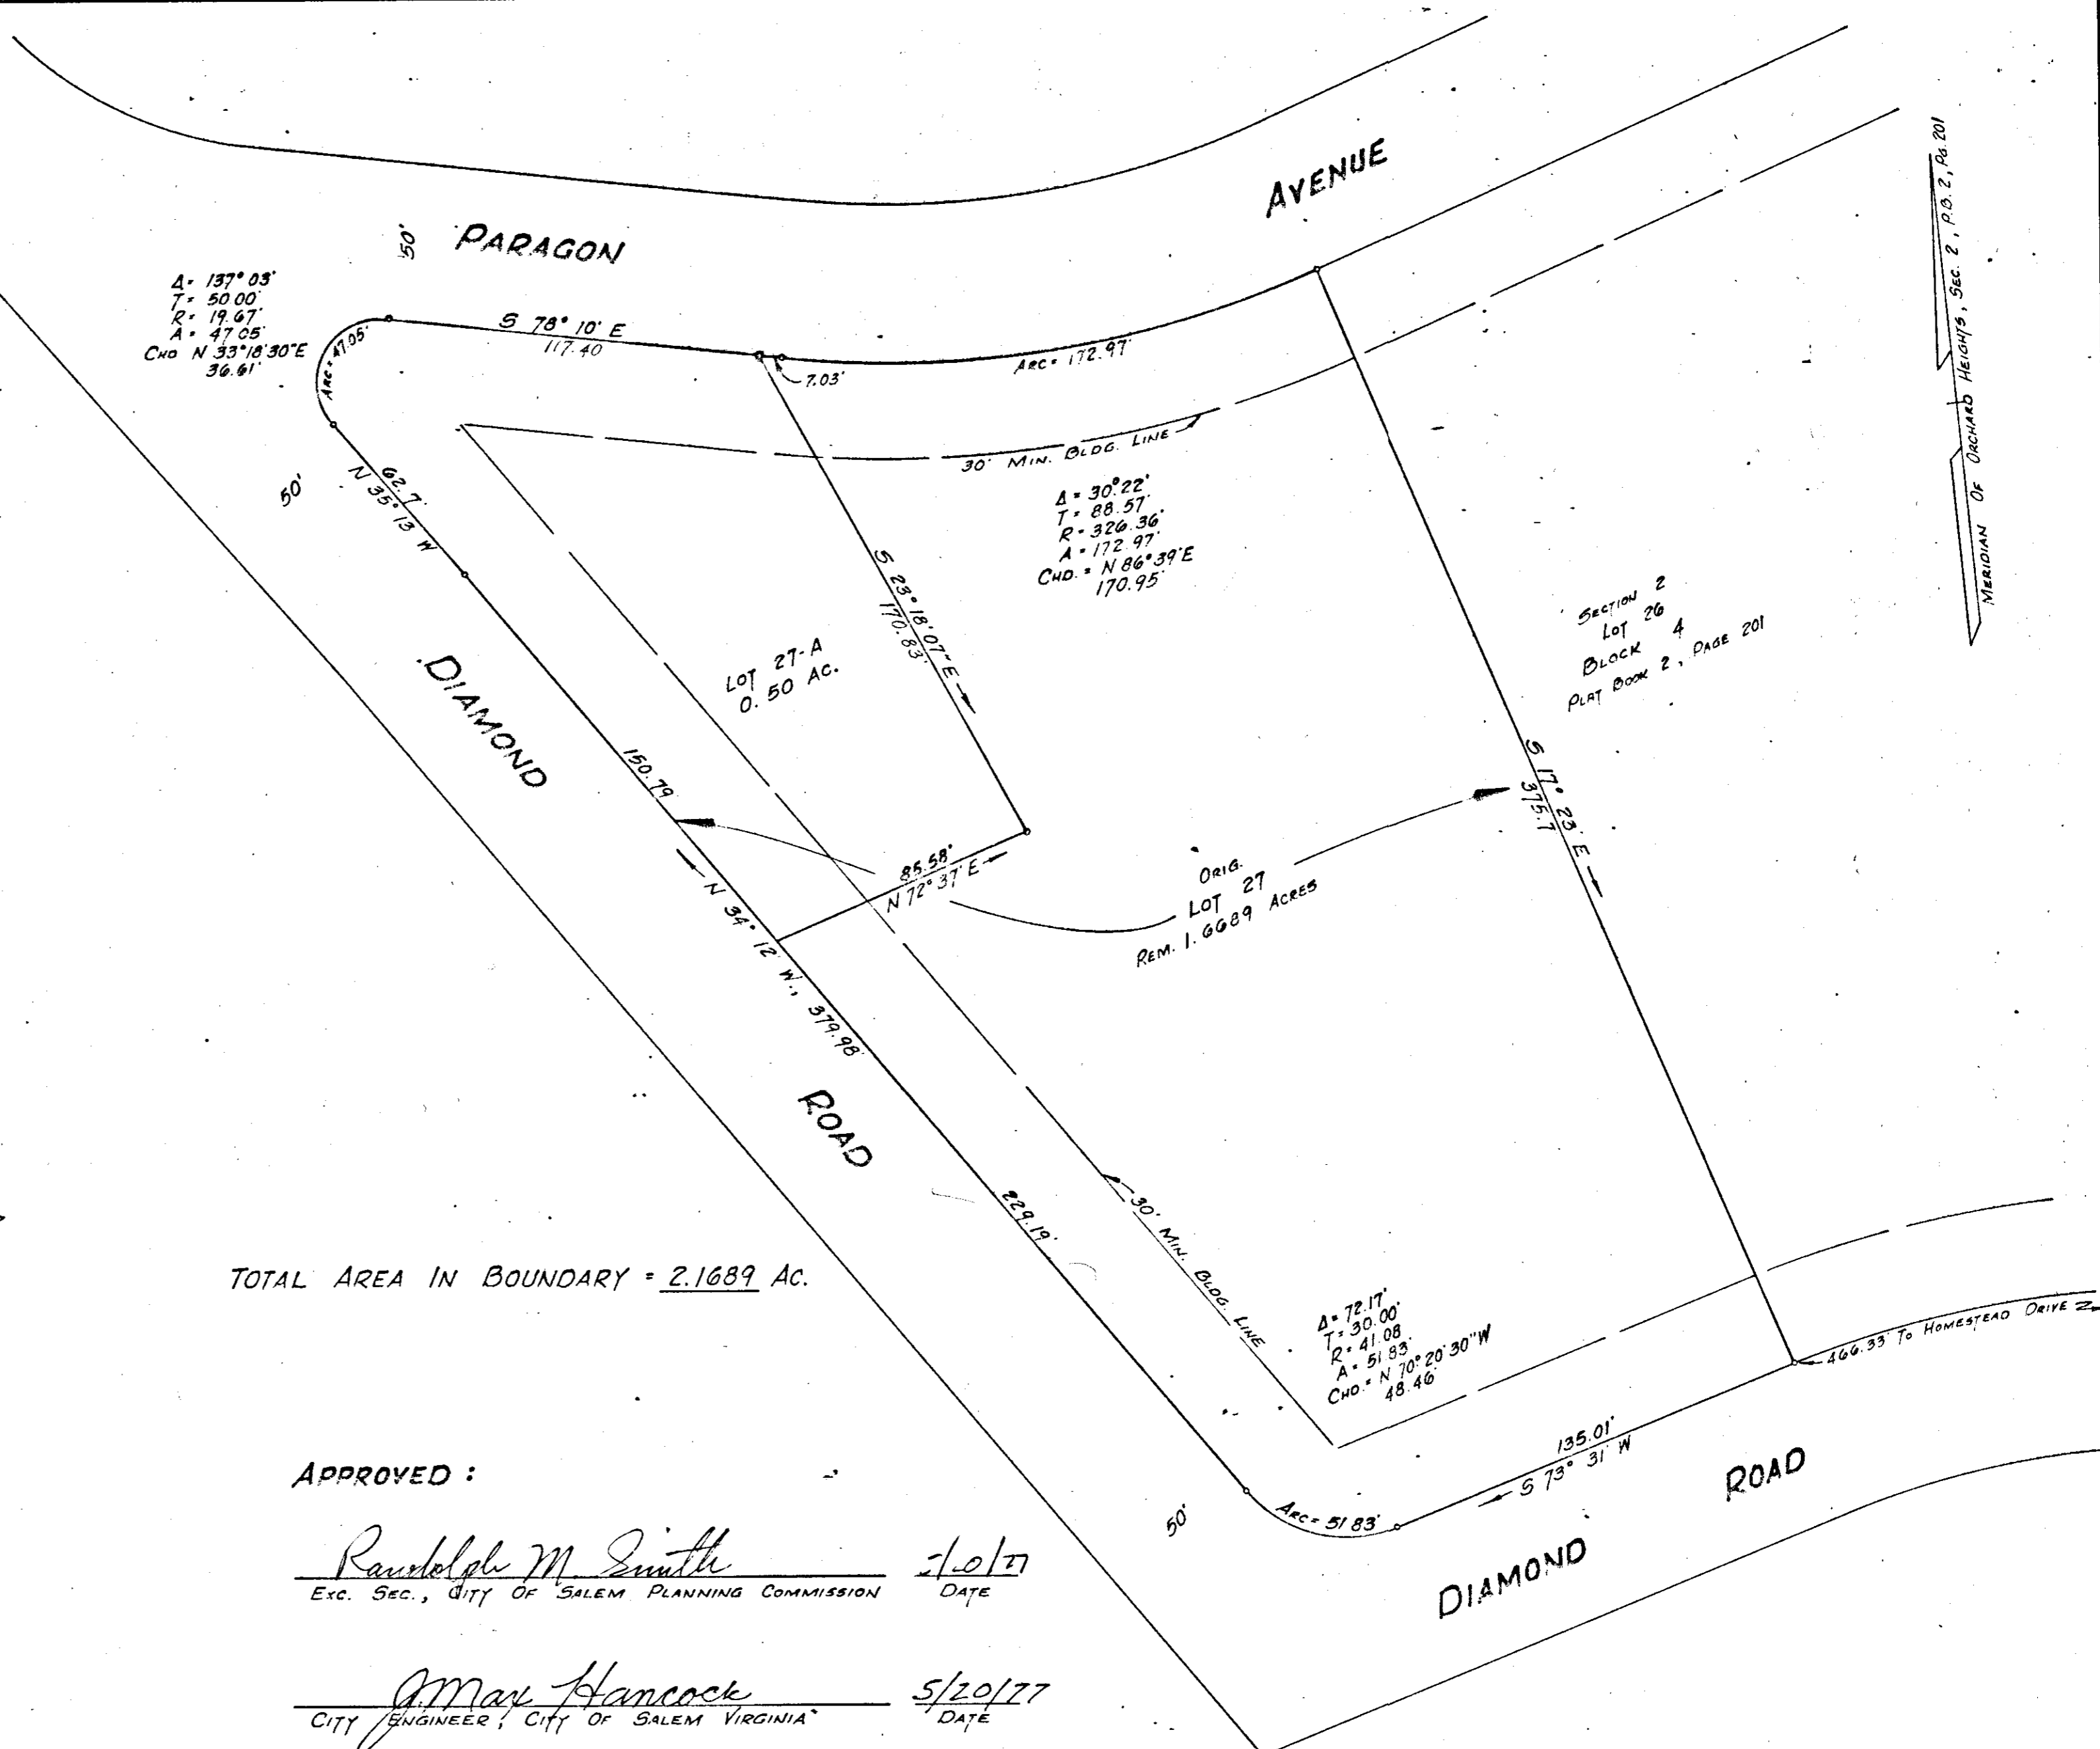 AVENUE
50' PARAGON
Δ = 137° 03'
T = 50.00'
R = 19.67'
A = 47.05'
CHD N 33°18'30"E
36.61'
ARC = 47.05'
S 78° 10' E
117.40
7.03'
ARC = 172.97'
30' MIN. BLDG. LINE
MERIDIAN OF ORCHARD HEIGHTS, SEC. 2, P.B. 2, PG. 201
50'
62.7'
N 35° 13' W
Δ = 30°22'
T = 88.57'
R = 326.36'
A = 172.97'
CHD. = N 86°39'E
170.95'
S 23° 18' 07" E
170.83'
SECTION 2
LOT 26
BLOCK 4
PLAT BOOK 2, PAGE 201
LOT 27-A
0.50 AC.
DIAMOND
150.79
85.58'
N 72° 37' E
S 17° 23' E
375.7
ORIG.
LOT 27
REM. 1.6689 ACRES
N 34° 12' W., 379.98'
ROAD
229.19'
30' MIN. BLDG. LINE
TOTAL AREA IN BOUNDARY = 2.1689 AC.
Δ = 72.17'
T = 30.00'
R = 41.08
A = 51.83'
CHD. = N 70° 20' 30" W
48.46'
466.33' TO HOMESTEAD DRIVE
135.01'
S 73° 31' W
ARC = 51.83'
50'
DIAMOND ROAD
APPROVED :
Randolph M. Smith
EXC. SEC., CITY OF SALEM PLANNING COMMISSION DATE
J. Max Hancock 5/20/77
CITY ENGINEER, CITY OF SALEM VIRGINIA DATE